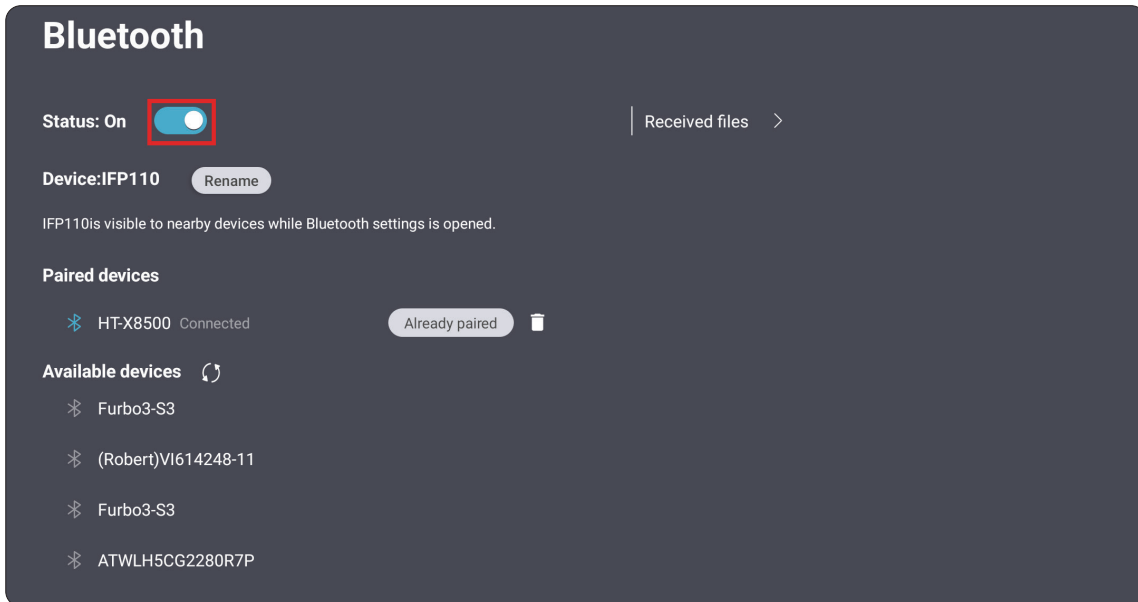 Bluetooth
Status: On
Received files
Device:IFP110
Rename
IFP110is visible to nearby devices while Bluetooth settings is opened.
Paired devices
HT-X8500 Connected
Already paired
Available devices
Furbo3-S3
(Robert)VI614248-11
Furbo3-S3
ATWLH5CG2280R7P